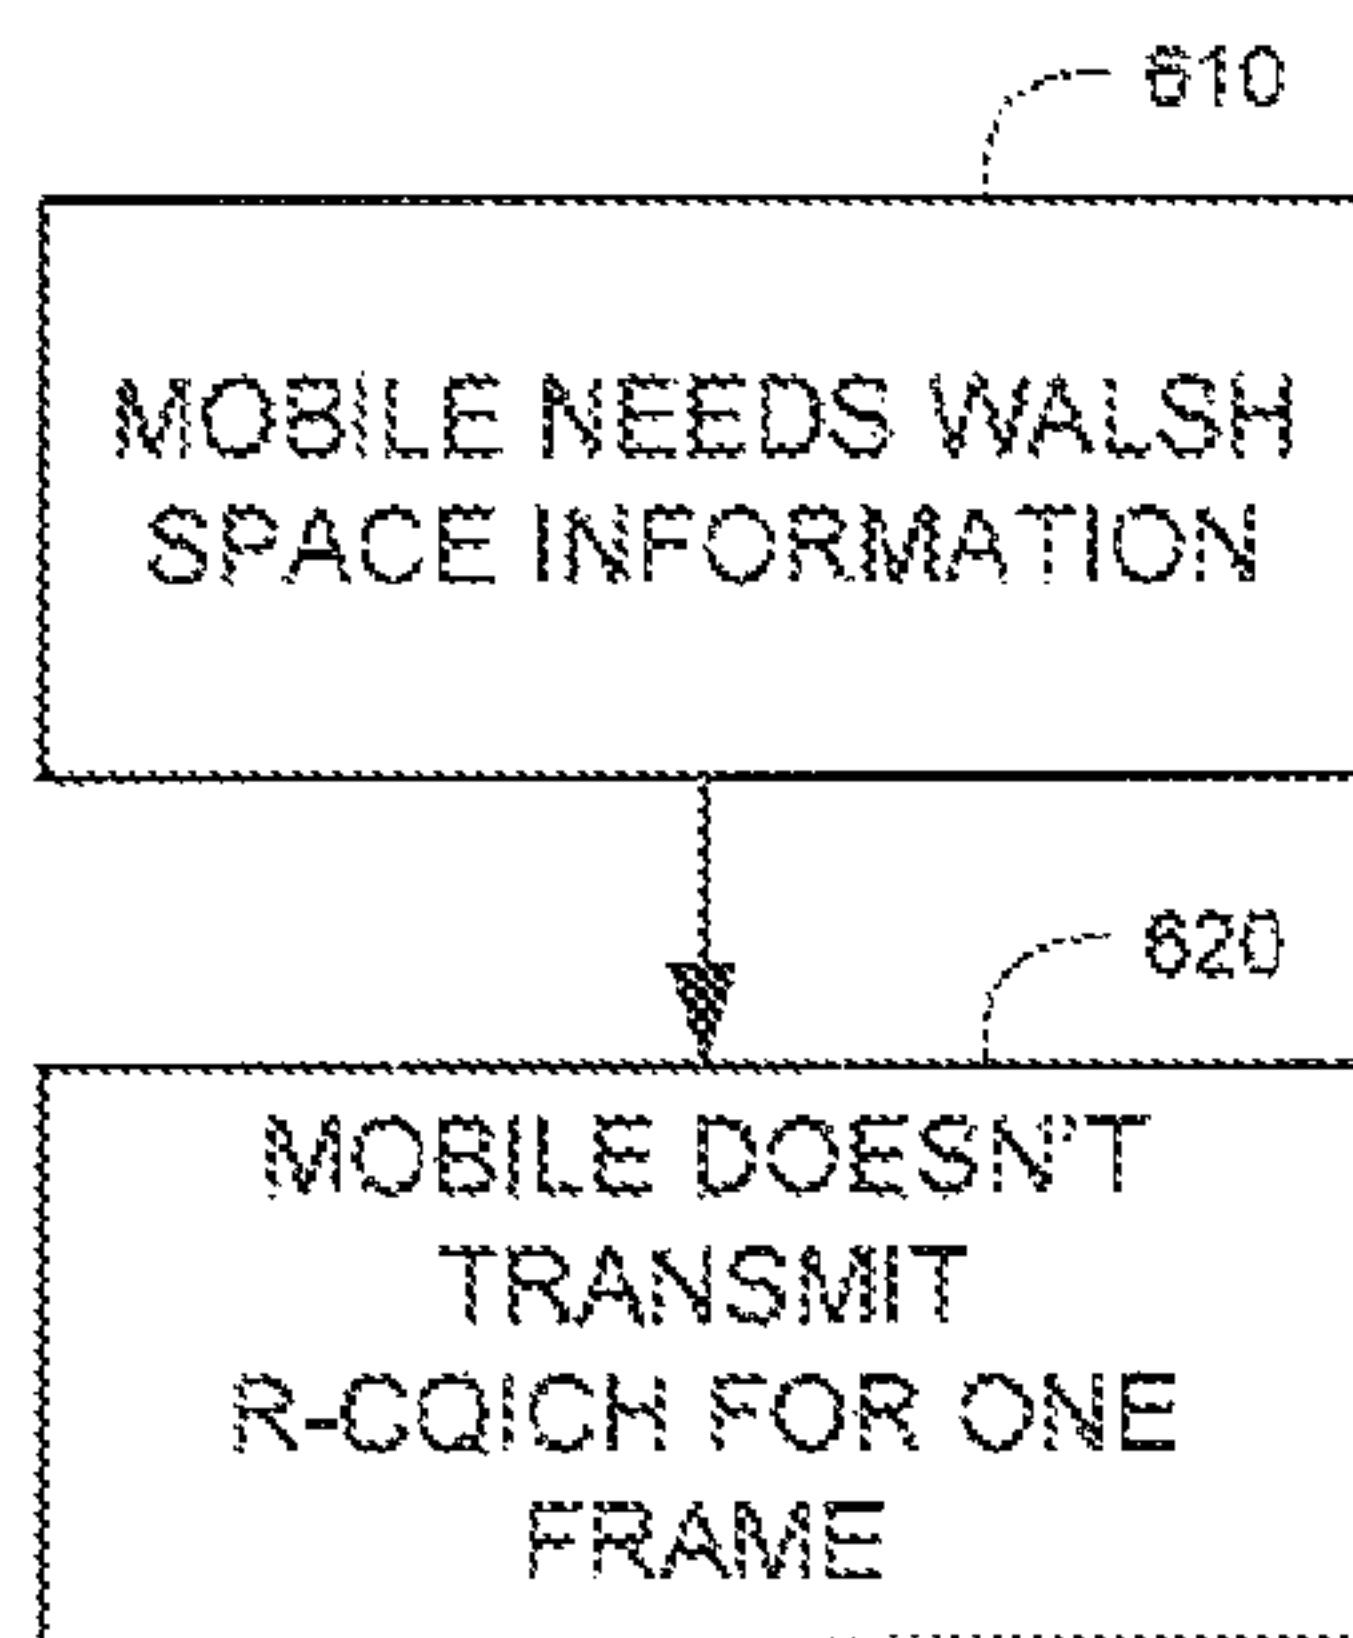 610
MOBILE NEEDS WALSH
SPACE INFORMATION
620
MOBILE DOESN'T
TRANSMIT
R-CQICH FOR ONE
FRAME